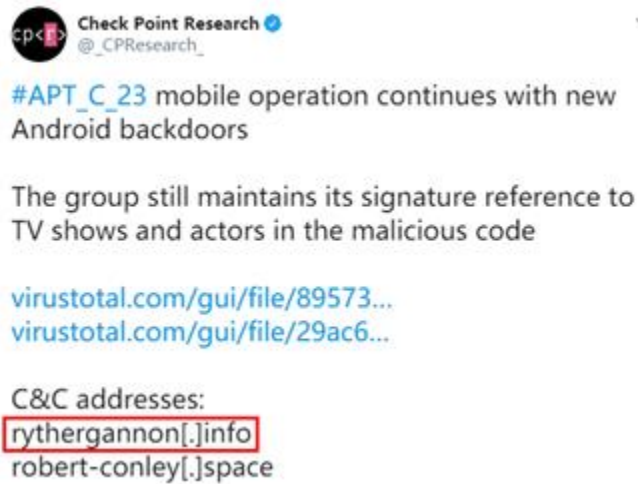 cp<r>
Check Point Research
@_CPResearch_
#APT_C_23 mobile operation continues with new
Android backdoors
The group still maintains its signature reference to
TV shows and actors in the malicious code
virustotal.com/gui/file/89573...
virustotal.com/gui/file/29ac6...
C&C addresses:
rythergannon[.]info
robert-conley[.]space